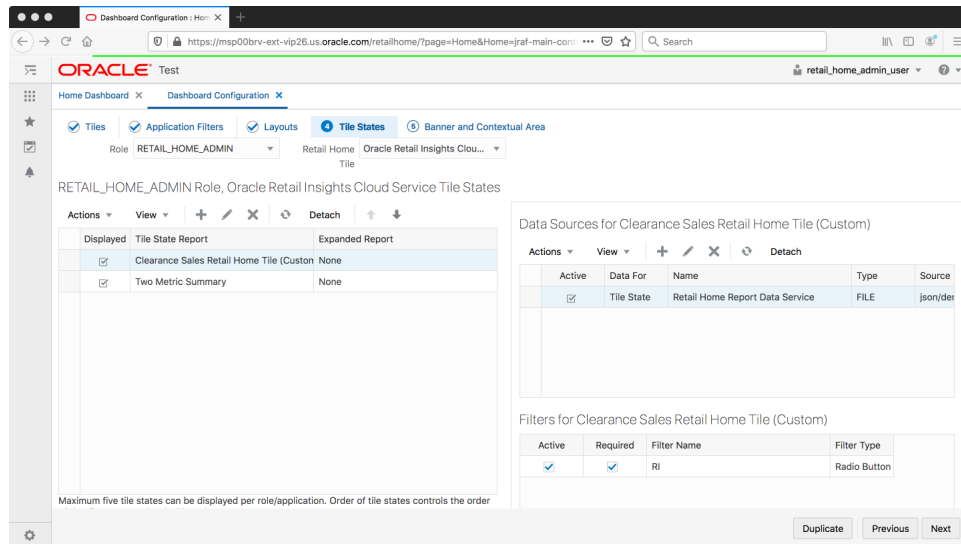 Dashboard Configuration : Hom
https://msp00brv-ext-vip26.us.oracle.com/retailhome/?page=Home&Home=jraf-main-cont
Search
ORACLE® Test
retail_home_admin_user
Home Dashboard
Dashboard Configuration
Tiles
Application Filters
Layouts
4 Tile States
5 Banner and Contextual Area
Role RETAIL_HOME_ADMIN
Retail Home Tile Oracle Retail Insights Clou...
RETAIL_HOME_ADMIN Role, Oracle Retail Insights Cloud Service Tile States
Actions View Detach
Displayed Tile State Report Expanded Report
Clearance Sales Retail Home Tile (Custon None
Two Metric Summary None
Maximum five tile states can be displayed per role/application. Order of tile states controls the order
Data Sources for Clearance Sales Retail Home Tile (Custom)
Actions View Detach
Active Data For Name Type Source
Tile State Retail Home Report Data Service FILE json/der
Filters for Clearance Sales Retail Home Tile (Custom)
Active Required Filter Name Filter Type
RI Radio Button
Duplicate Previous Next